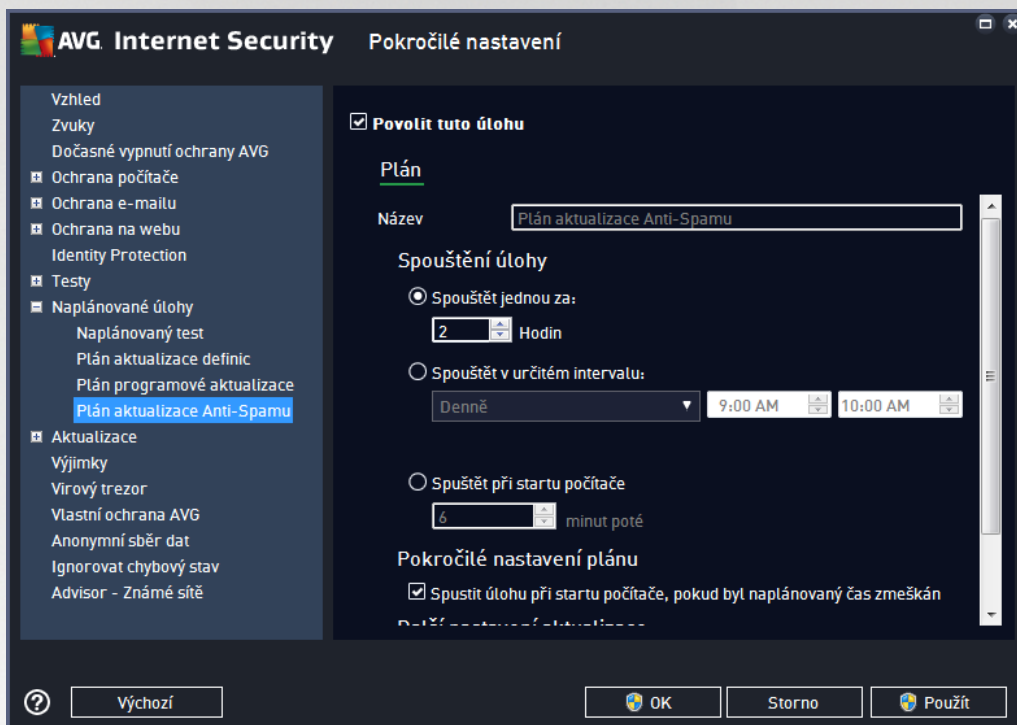 AVG. Internet Security Pokročilé nastavení
Vzhled
Zvuky
Dočasné vypnutí ochrany AVG
Ochrana počítače
Ochrana e-mailu
Ochrana na webu
Identity Protection
Testy
Naplánované úlohy
Naplánovaný test
Plán aktualizace definic
Plán programové aktualizace
Plán aktualizace Anti-Spamu
Aktualizace
Výjimky
Virový trezor
Vlastní ochrana AVG
Anonymní sběr dat
Ignorovat chybový stav
Advisor - Známé sítě
Povolit tuto úlohu
Plán
Název Plán aktualizace Anti-Spamu
Spouštění úlohy
Spouštět jednou za:
2 Hodin
Spouštět v určitém intervalu:
Denně 9:00 AM 10:00 AM
Spuštět při startu počítače
6 minut poté
Pokročilé nastavení plánu
Spustit úlohu při startu počítače, pokud byl naplánovaný čas zmeškán
Další nastavení aktualizace
? Výchozí OK Storno Použít